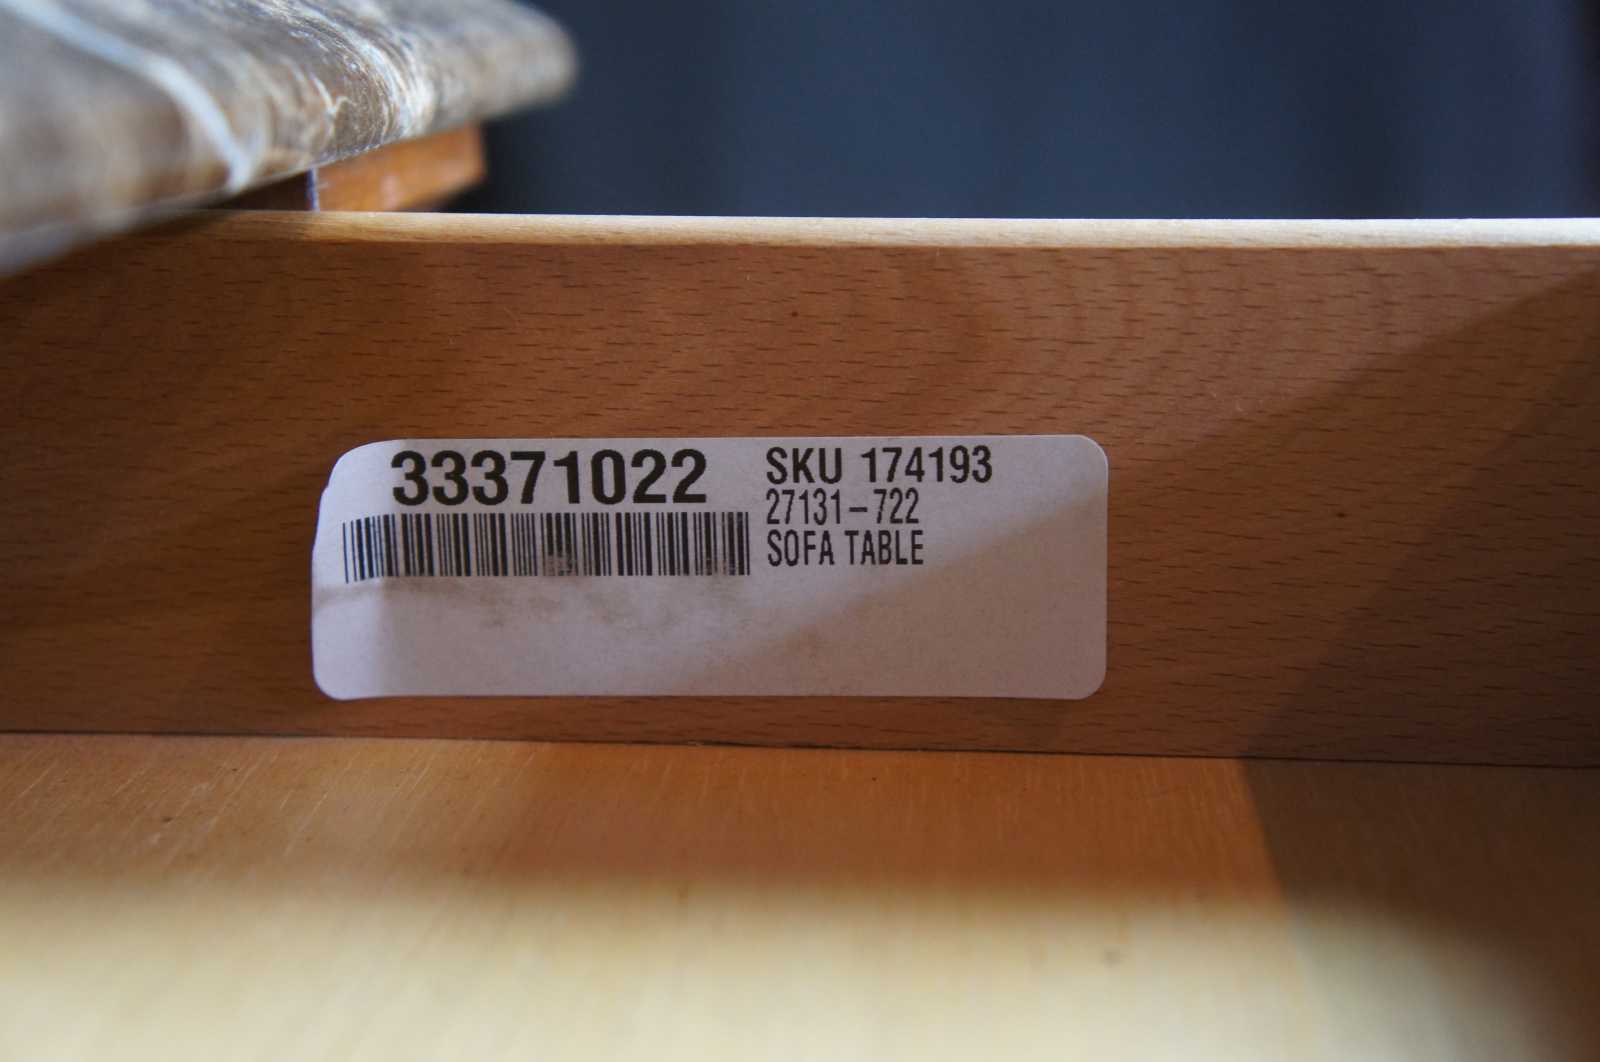 33371022
SKU 174193
27131-722
SOFA TABLE